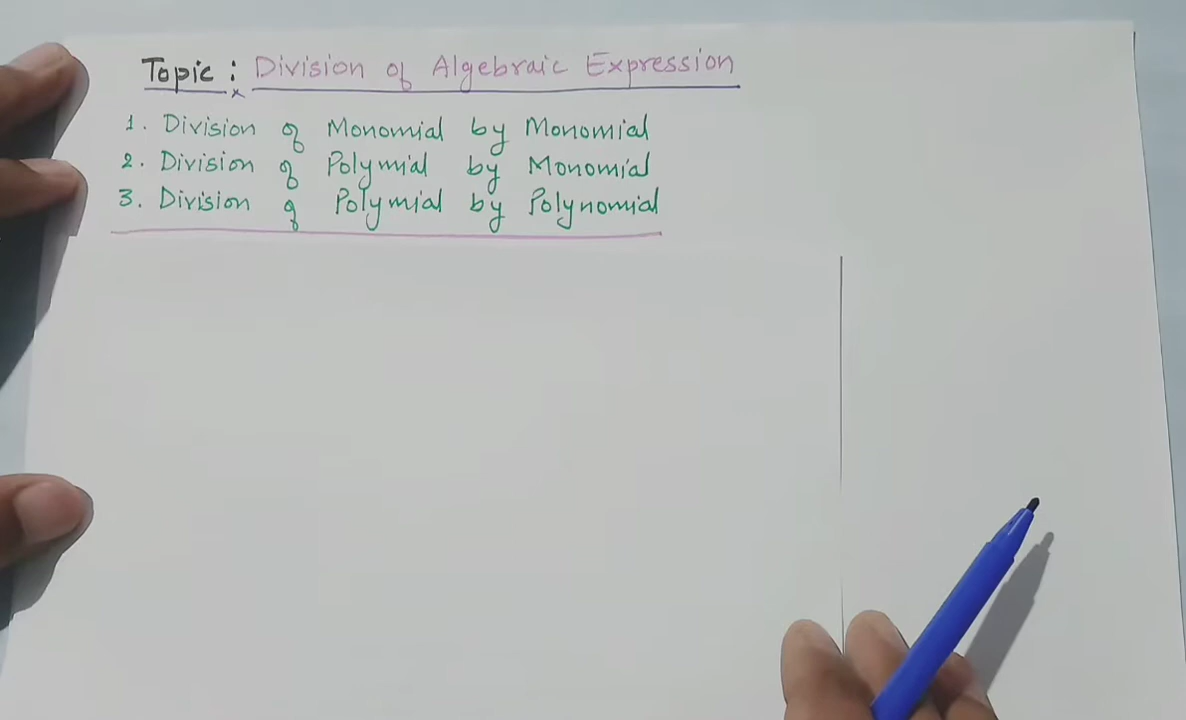 Topic : Division of Algebraic Expression
1. Division of Monomial by Monomial
2. Division of Polymial by Monomial
3. Division of Polymial by Polynomial